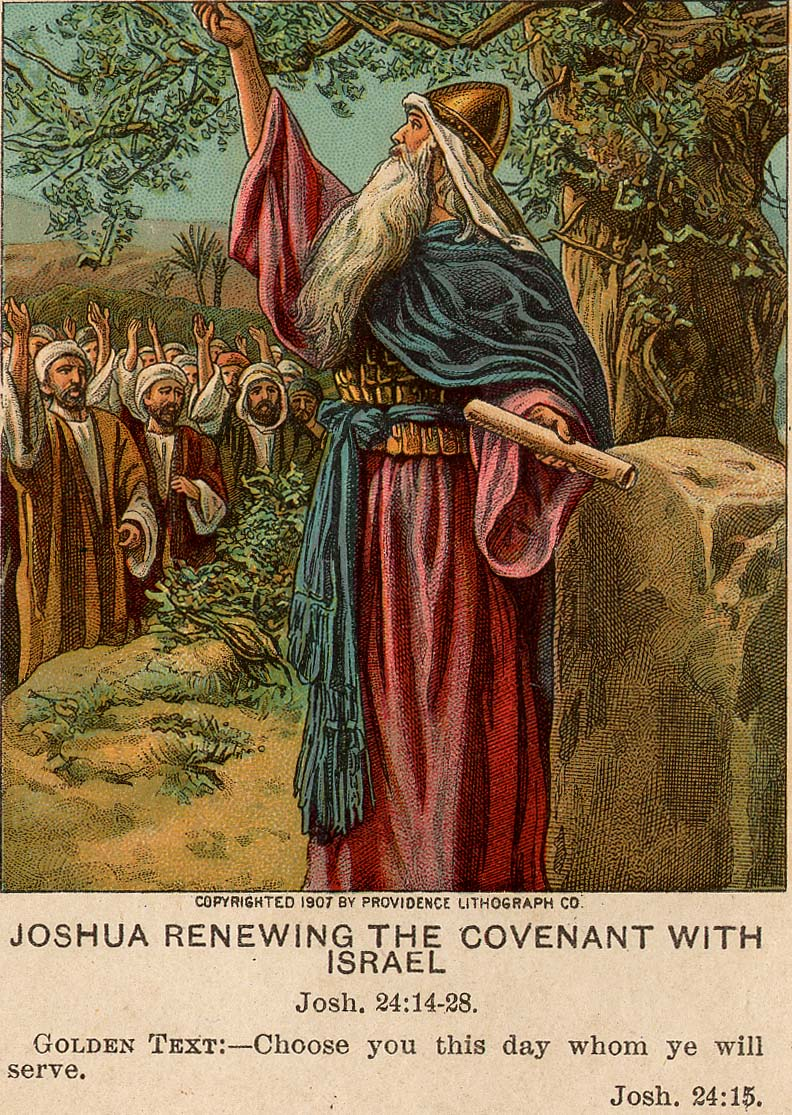 COPYRIGHTED 1907 BY PROVIDENCE LITHOGRAPH CO.
JOSHUA RENEWING THE COVENANT WITH
ISRAEL
Josh. 24:14-28.
GOLDEN TEXT:—Choose you this day whom ye will
serve.
Josh. 24:15.